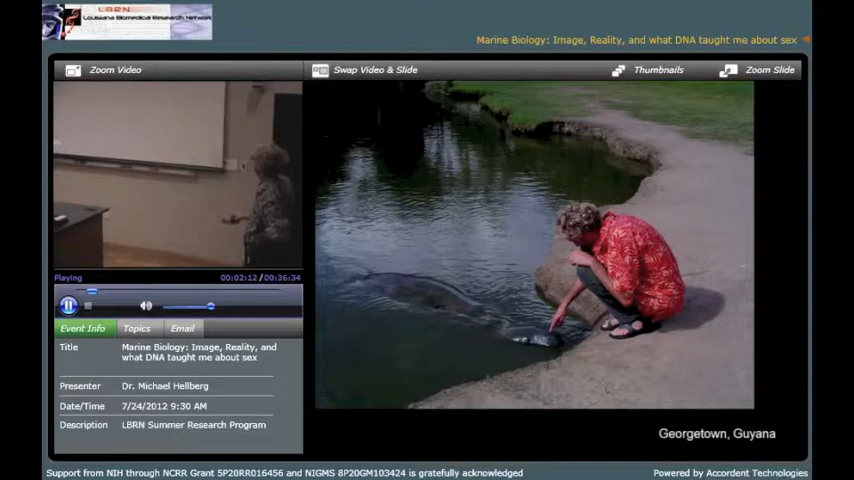 LBRN
Louisiana Biomedical Research Network
Marine Biology: Image, Reality, and what DNA taught me about sex
Zoom Video
Swap Video & Slide
Thumbnails
Zoom Slide
Playing
00:02:12/00:36:34
Event Info
Topics
Email
Title
Marine Biology: Image, Reality, and
what DNA taught me about sex
Presenter
Dr. Michael Hellberg
Date/Time
7/24/2012 9:30 AM
Description
LBRN Summer Research Program
Georgetown, Guyana
Support from NIH through NCRR Grant 5P20RR016456 and NIGMS 8P20GM103424 is gratefully acknowledged
Powered by Accordent Technologies